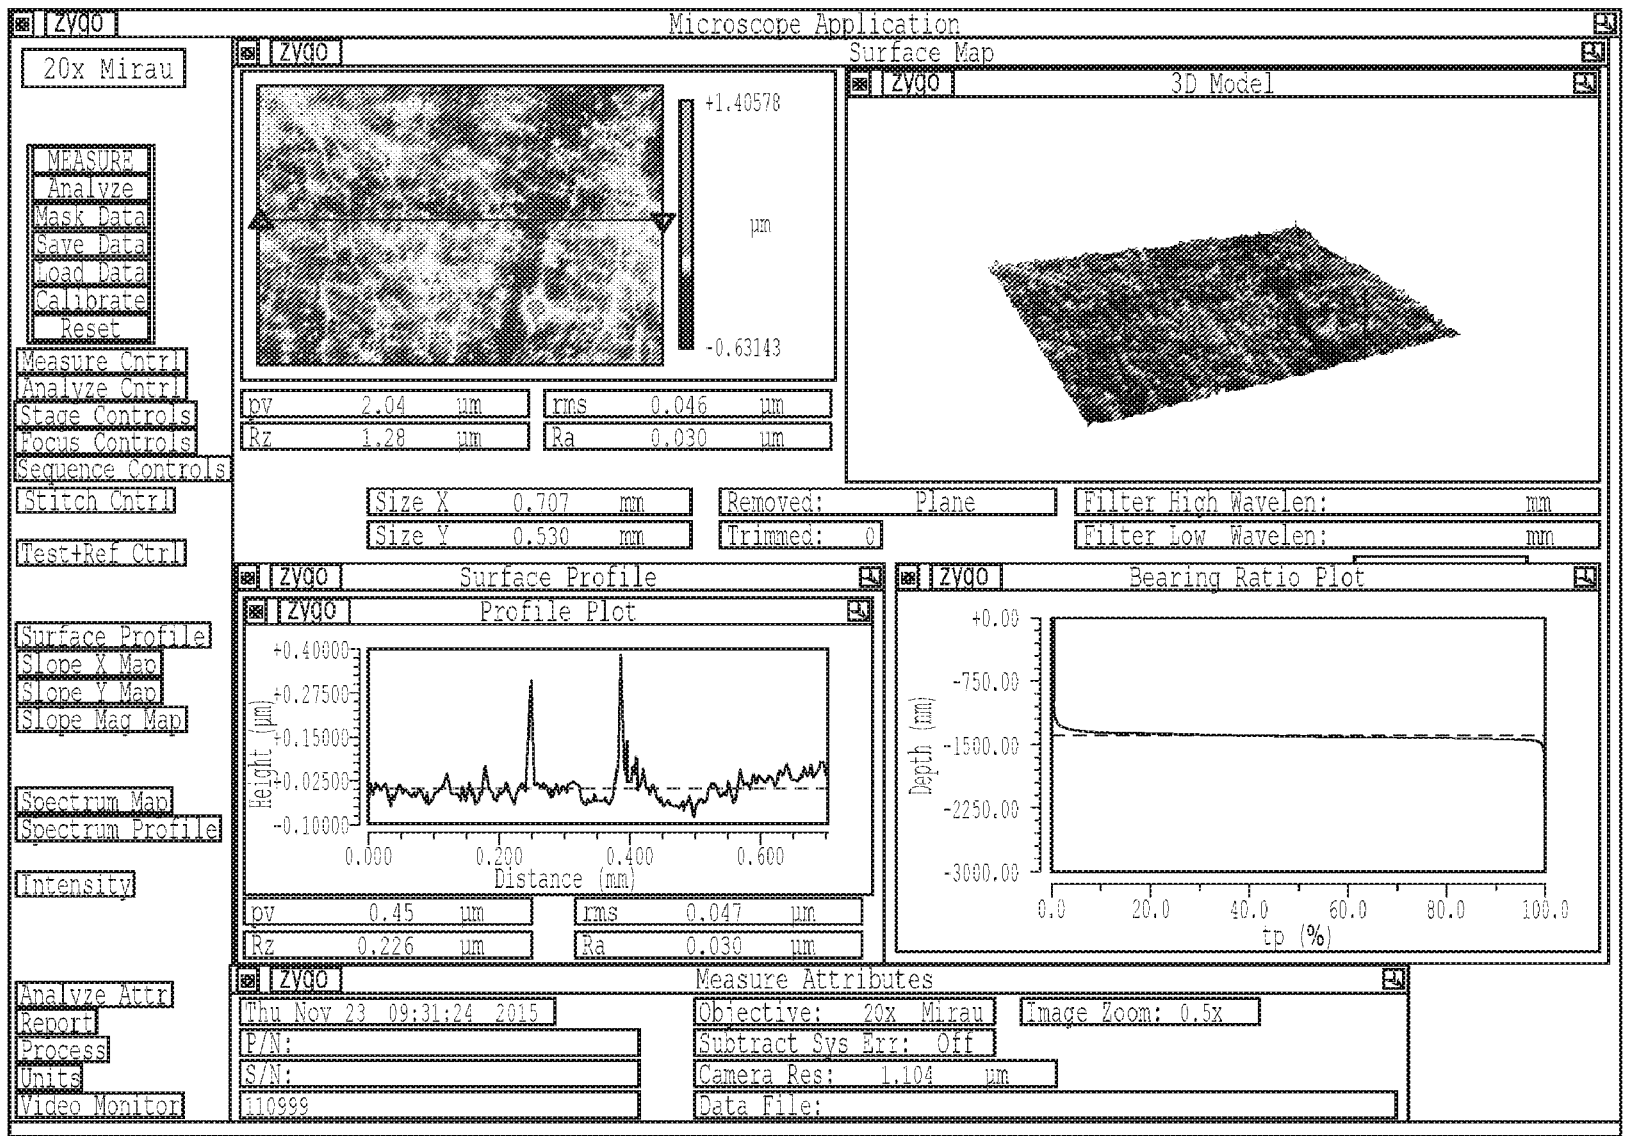 zygo Microscope Application
20x Mirau
MEASURE
Analyze
Mask Data
Save Data
Load Data
Calibrate
Reset
Measure Cntrl
Analyze Cntrl
Stage Controls
Focus Controls
Sequence Controls
Stitch Cntrl
Test+Ref Ctrl
Surface Profile
Slope X Map
Slope Y Map
Slope Mag Map
Spectrum Map
Spectrum Profile
Intensity
Analyze Attr
Report
Process
Units
Video Monitor
zygo Surface Map
+1.40578
µm
-0.63143
pv 2.04 µm rms 0.046 µm
Rz 1.28 µm Ra 0.030 µm
zygo 3D Model
Size X 0.707 mm Removed: Plane Filter High Wavelen: mm
Size Y 0.530 mm Trimmed: 0 Filter Low Wavelen: mm
zygo Surface Profile
zygo Profile Plot
+0.40000
+0.27500
+0.15000
+0.02500
-0.10000
Height (µm)
0.000 0.200 0.400 0.600
Distance (mm)
pv 0.45 µm rms 0.047 µm
Rz 0.226 µm Ra 0.030 µm
zygo Bearing Ratio Plot
+0.00
-750.00
-1500.00
-2250.00
-3000.00
Depth (nm)
0.0 20.0 40.0 60.0 80.0 100.0
tp (%)
zygo Measure Attributes
Thu Nov 23 09:31:24 2015 Objective: 20x Mirau Image Zoom: 0.5x
P/N: Subtract Sys Err: Off
S/N: Camera Res: 1.104 µm
110999 Data File: